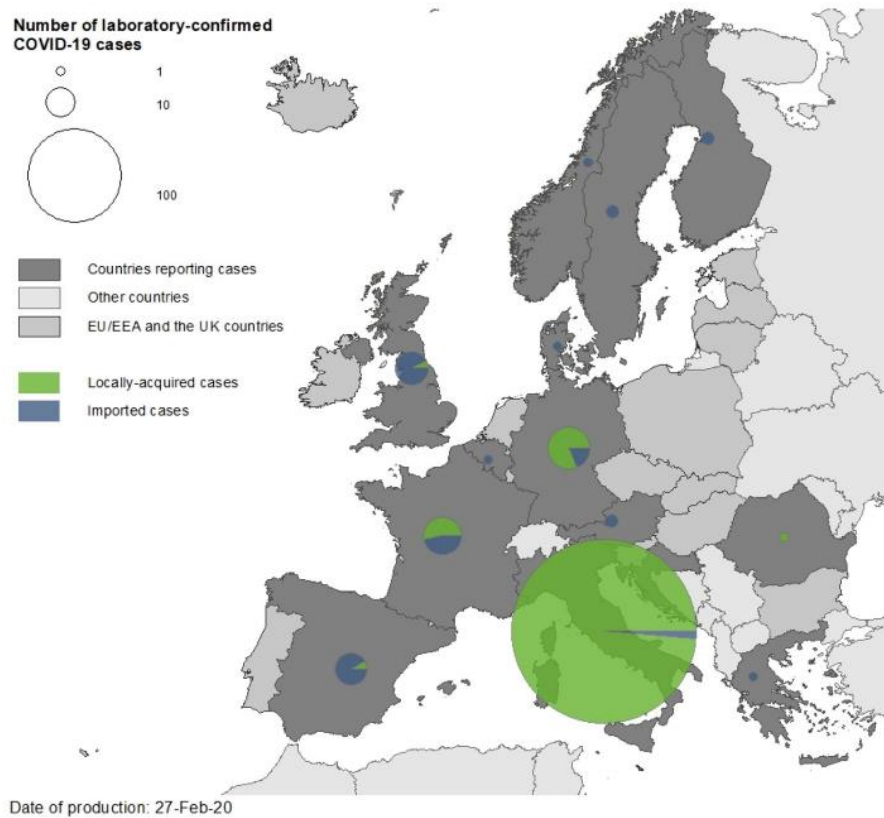 Number of laboratory-confirmed
COVID-19 cases
1
10
100
Countries reporting cases
Other countries
EU/EEA and the UK countries
Locally-acquired cases
Imported cases
Date of production: 27-Feb-20